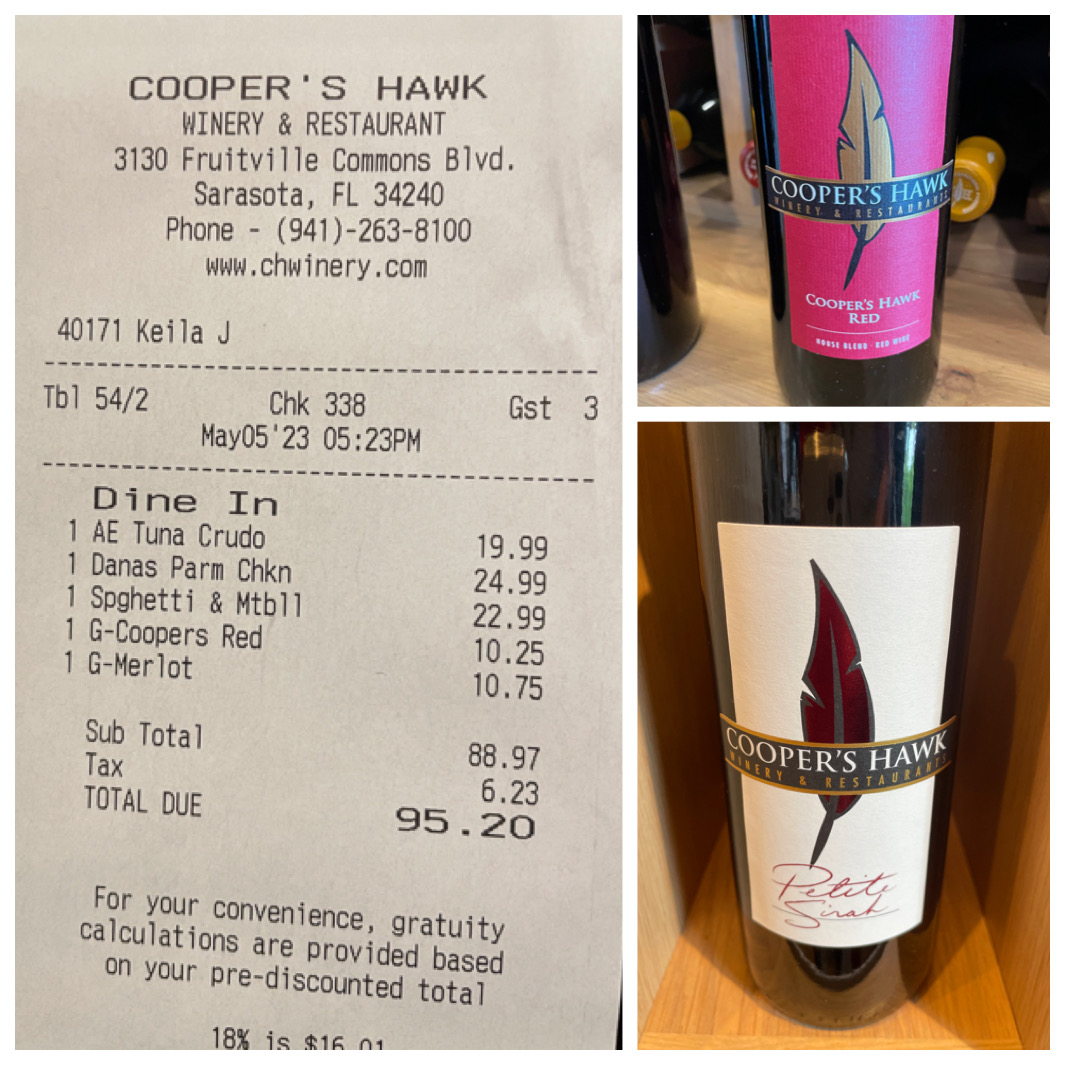 COOPER'S HAWK
WINERY & RESTAURANT
3130 Fruitville Commons Blvd.
Sarasota, FL 34240
Phone - (941)-263-8100
www.chwinery.com
40171 Keila J
Tbl 54/2 Chk 338 Gst 3
May05'23 05:23PM
Dine In
1 AE Tuna Crudo 19.99
1 Danas Parm Chkn 24.99
1 Spghetti & Mtbll 22.99
1 G-Coopers Red 10.25
1 G-Merlot 10.75
Sub Total 88.97
Tax 6.23
TOTAL DUE 95.20
For your convenience, gratuity
calculations are provided based
on your pre-discounted total
18% is $16.01
COOPER'S HAWK
WINERY & RESTAURANTS
COOPER'S HAWK
RED
HOUSE BLEND · RED WINE
COOPER'S HAWK
WINERY & RESTAURANTS
Petite
Sirah